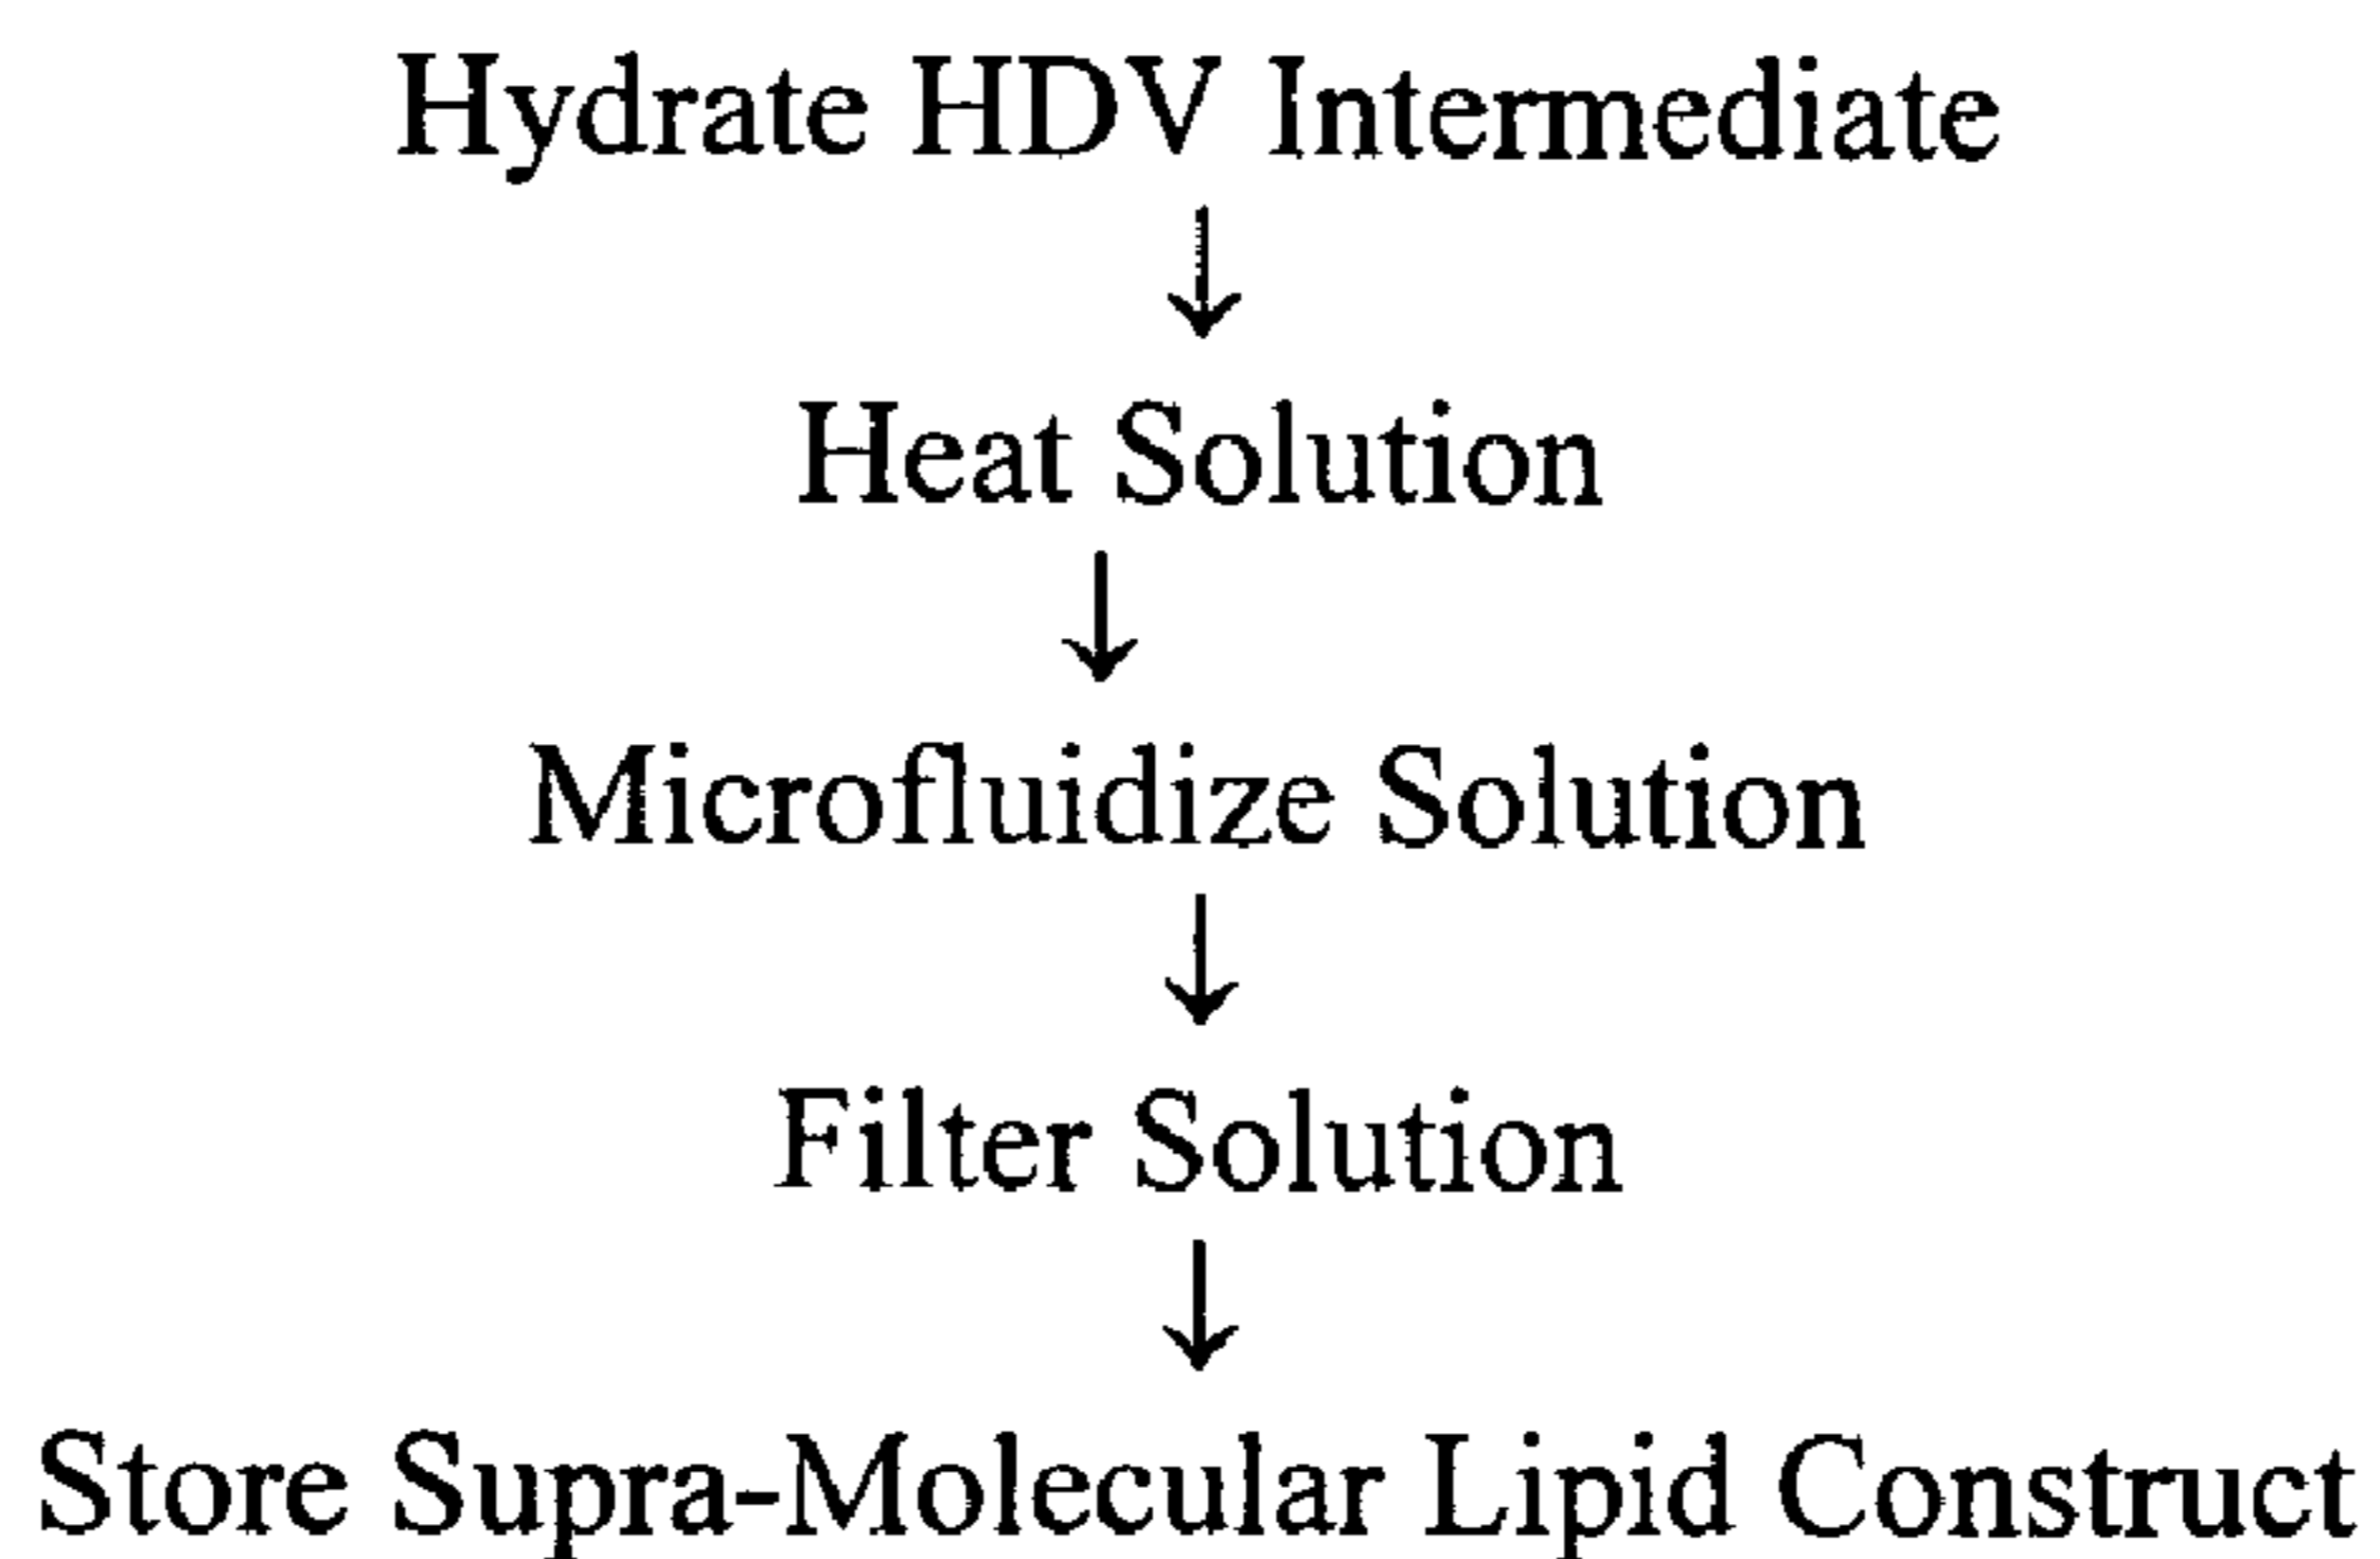 Hydrate HDV Intermediate
Heat Solution
Microfluidize Solution
Filter Solution
Store Supra-Molecular Lipid Construct